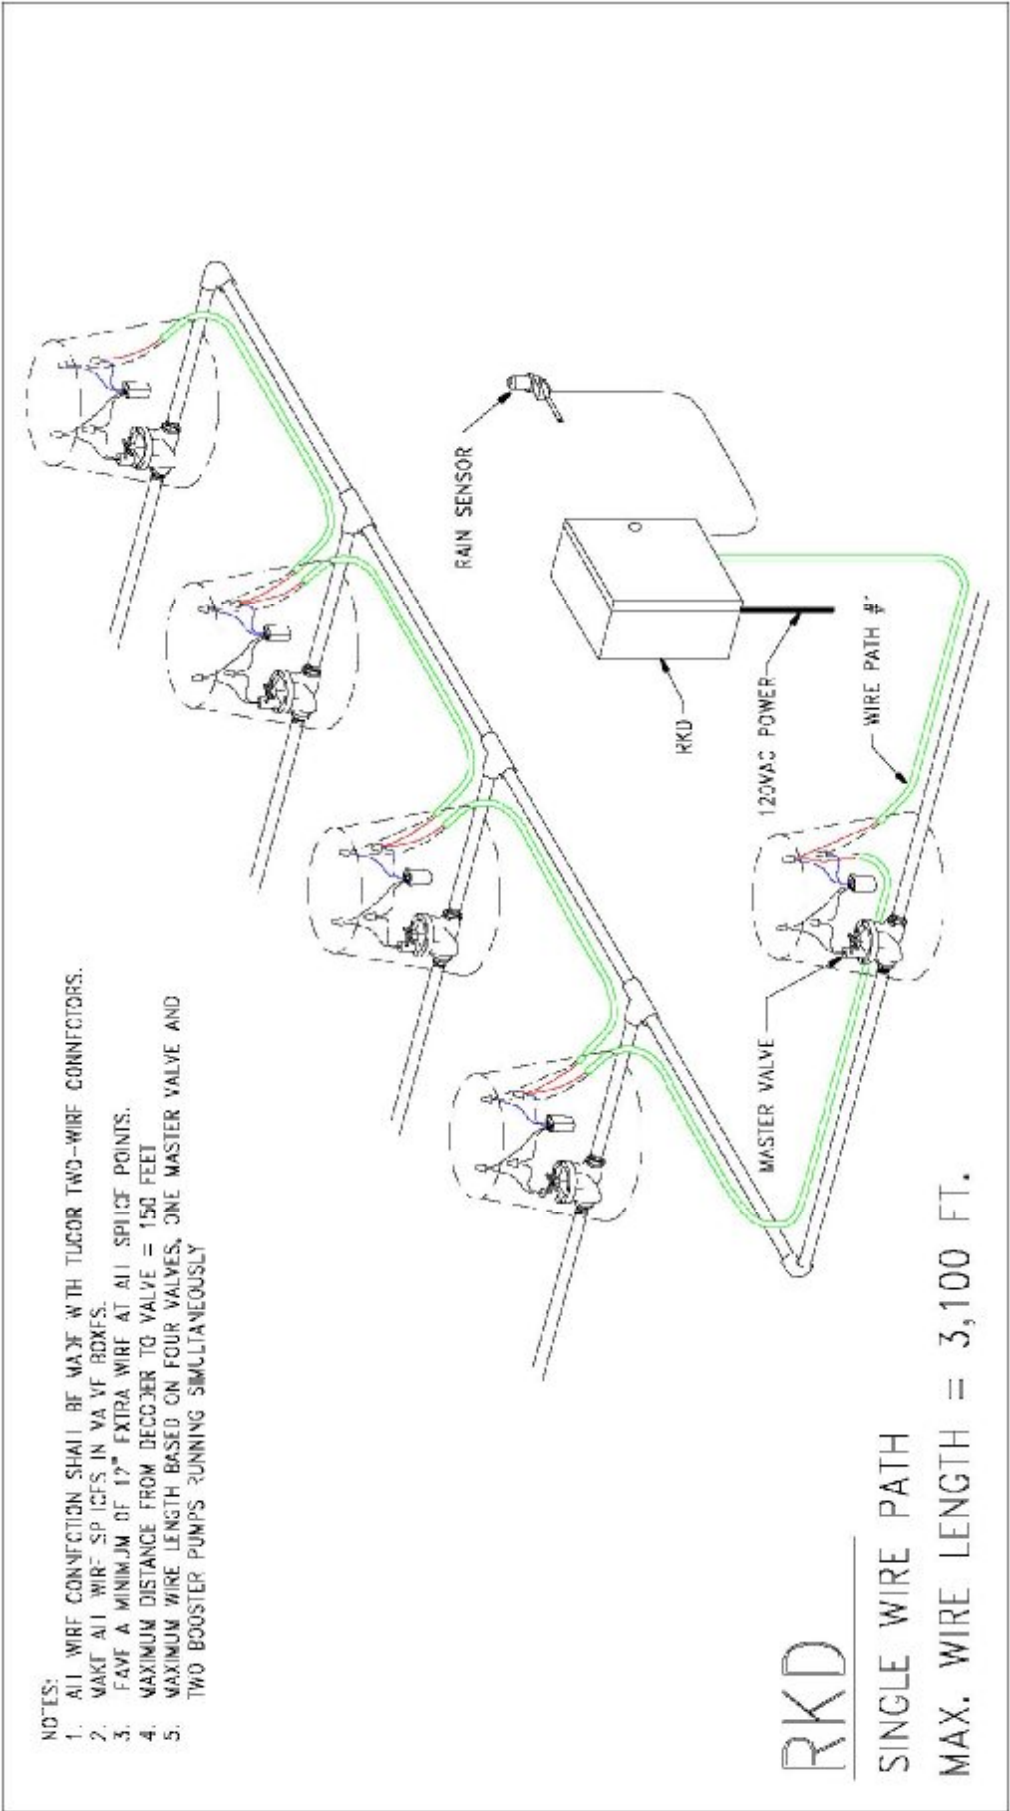 NOTES:
1. ALL WIRE CONNECTION SHALL BE MADE WITH TUCOR TWO-WIRE CONNECTORS.
2. MAKE ALL WIRE SPLICES IN VALVE BOXES.
3. HAVE A MINIMUM OF 12" EXTRA WIRE AT ALL SPLICE POINTS.
4. MAXIMUM DISTANCE FROM DECODER TO VALVE = 150 FEET
5. MAXIMUM WIRE LENGTH BASED ON FOUR VALVES, ONE MASTER VALVE AND
TWO BOOSTER PUMPS RUNNING SIMULTANEOUSLY
RAIN SENSOR
RKD
120VAC POWER
WIRE PATH #1
MASTER VALVE
RKD
SINGLE WIRE PATH
MAX. WIRE LENGTH = 3,100 FT.